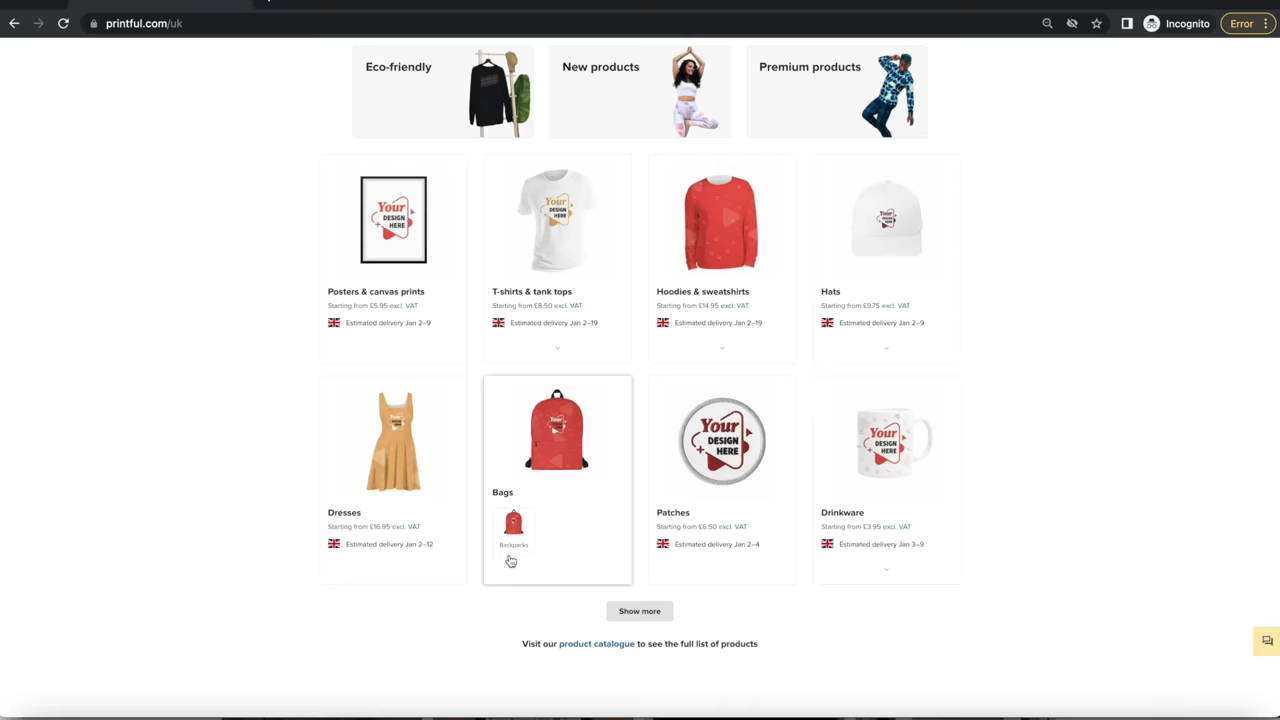 printful.com/uk
Incognito
Error
Eco-friendly
New products
Premium products
Your
DESIGN
HERE
Your
DESIGN
HERE
Posters & canvas prints
Starting from £5.95 excl. VAT
Estimated delivery Jan 2–9
T-shirts & tank tops
Starting from £8.50 excl. VAT
Estimated delivery Jan 2–19
Hoodies & sweatshirts
Starting from £14.95 excl. VAT
Estimated delivery Jan 2–19
Hats
Starting from £9.75 excl. VAT
Estimated delivery Jan 2–9
Your
DESIGN
HERE
Your
DESIGN
HERE
Dresses
Starting from £16.95 excl. VAT
Estimated delivery Jan 2–12
Bags
Backpacks
Patches
Starting from £6.50 excl. VAT
Estimated delivery Jan 2–4
Drinkware
Starting from £3.95 excl. VAT
Estimated delivery Jan 3–9
Show more
Visit our product catalogue to see the full list of products